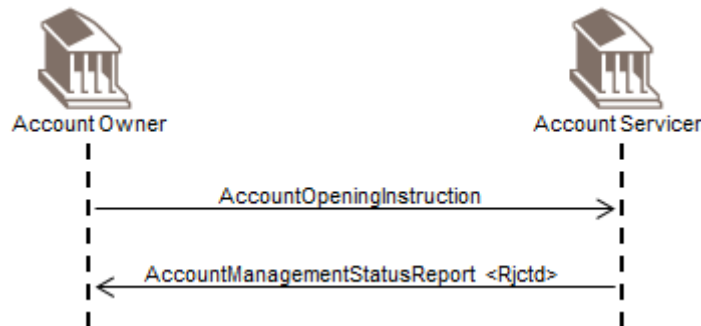 Account Owner
Account Servicer
AccountOpeningInstruction
AccountManagementStatusReport <Rjctd>